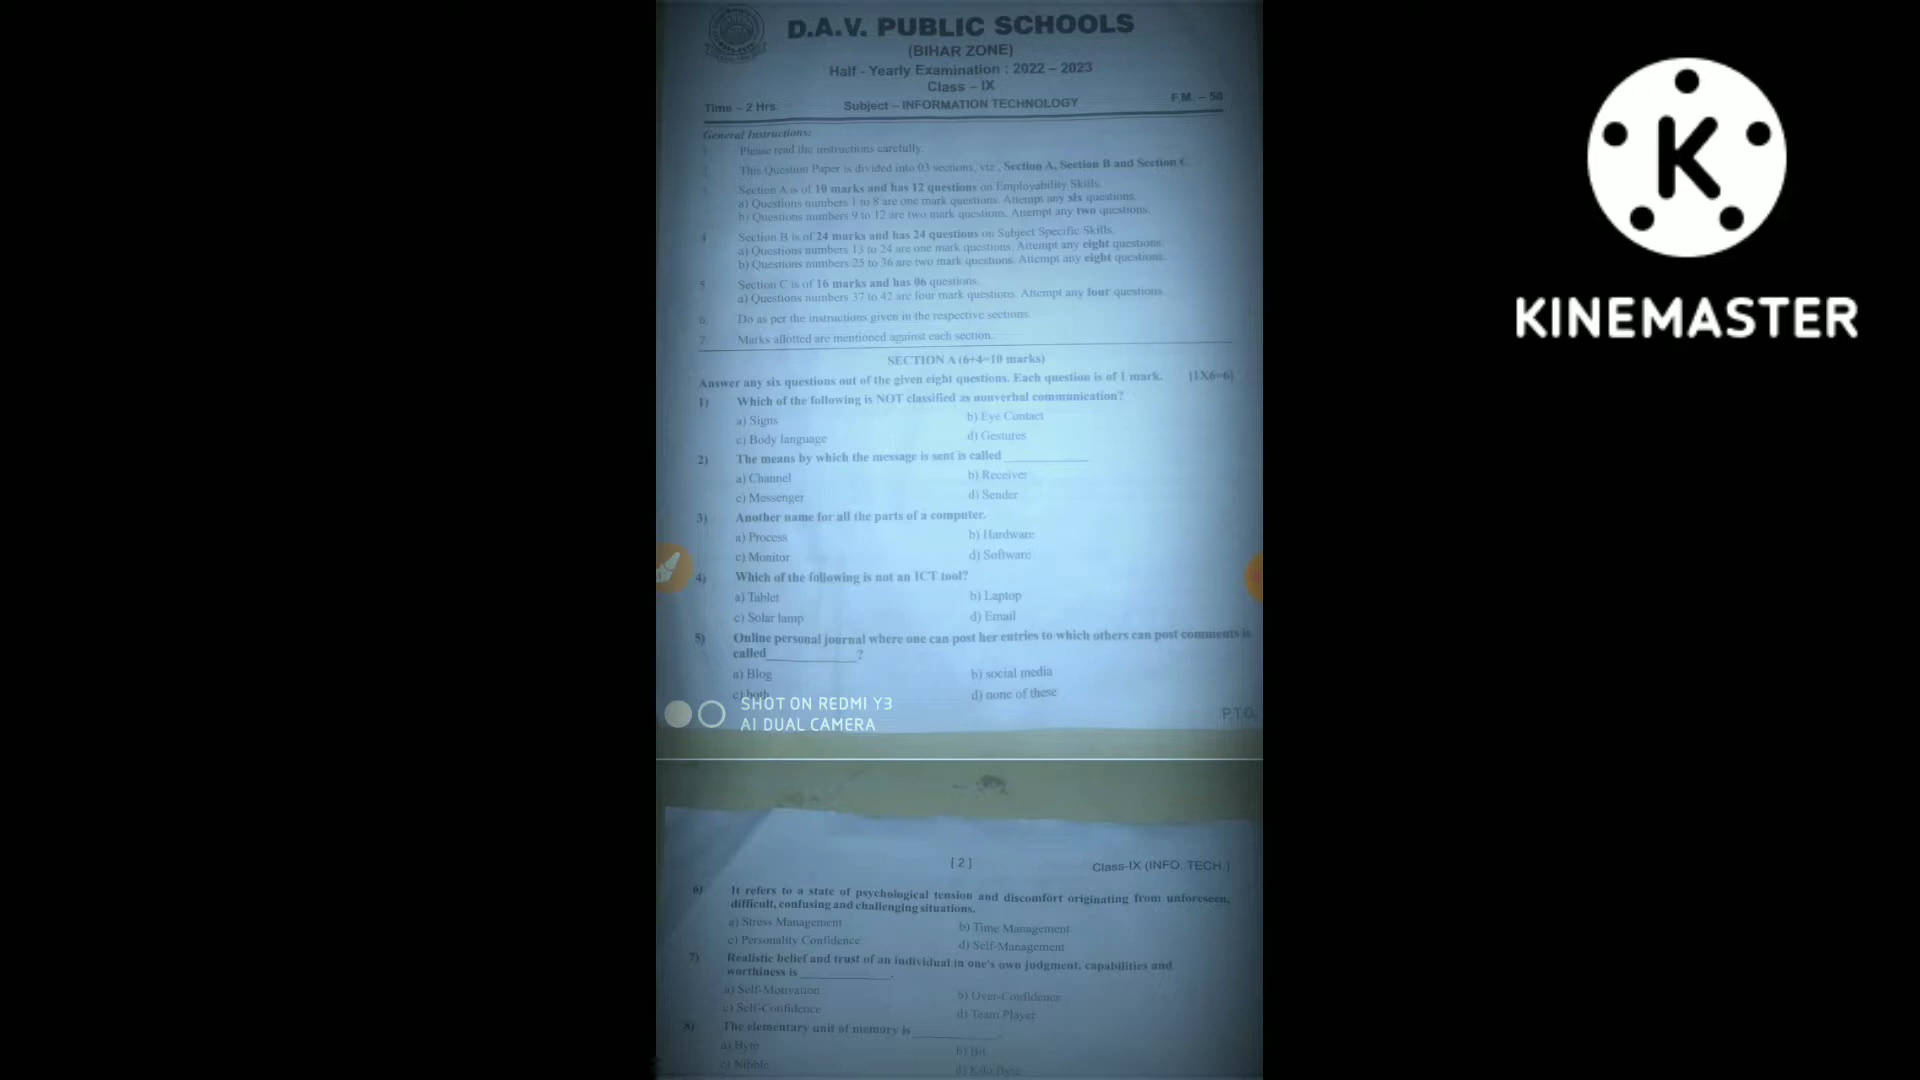 D.A.V. PUBLIC SCHOOLS
(BIHAR ZONE)
Half - Yearly Examination : 2022 – 2023
Class – IX
Time – 2 Hrs. Subject – INFORMATION TECHNOLOGY F.M. – 50
General Instructions:
1. Please read the instructions carefully.
2. This Question Paper is divided into 03 sections, viz., Section A, Section B and Section C.
3. Section A is of 10 marks and has 12 questions on Employability Skills.
a) Questions numbers 1 to 8 are one mark questions. Attempt any six questions.
b) Questions numbers 9 to 12 are two mark questions. Attempt any two questions.
4. Section B is of 24 marks and has 24 questions on Subject Specific Skills.
a) Questions numbers 13 to 24 are one mark questions. Attempt any eight questions.
b) Questions numbers 25 to 36 are two mark questions. Attempt any eight questions.
5. Section C is of 16 marks and has 06 questions.
a) Questions numbers 37 to 42 are four mark questions. Attempt any four questions.
6. Do as per the instructions given in the respective sections.
7. Marks allotted are mentioned against each section.
SECTION A (6+4=10 marks)
Answer any six questions out of the given eight questions. Each question is of 1 mark. [1X6=6]
1) Which of the following is NOT classified as nonverbal communication?
a) Signs b) Eye Contact
c) Body language d) Gestures
2) The means by which the message is sent is called ____________
a) Channel b) Receiver
c) Messenger d) Sender
3) Another name for all the parts of a computer.
a) Process b) Hardware
c) Monitor d) Software
4) Which of the following is not an ICT tool?
a) Tablet b) Laptop
c) Solar lamp d) Email
5) Online personal journal where one can post her entries to which others can post comments is
called____________?
a) Blog b) social media
c) both d) none of these
SHOT ON REDMI Y3
AI DUAL CAMERA
P.T.O.
[ 2 ] Class-IX (INFO. TECH.)
6) It refers to a state of psychological tension and discomfort originating from unforeseen,
difficult, confusing and challenging situations.
a) Stress Management b) Time Management
c) Personality Confidence d) Self-Management
7) Realistic belief and trust of an individual in one's own judgment, capabilities and
worthiness is ____________.
a) Self-Motivation b) Over-Confidence
c) Self-Confidence d) Team Player
8) The elementary unit of memory is ____________.
a) Byte b) Bit
c) Nibble d) Kilo Byte
K
KINEMASTER